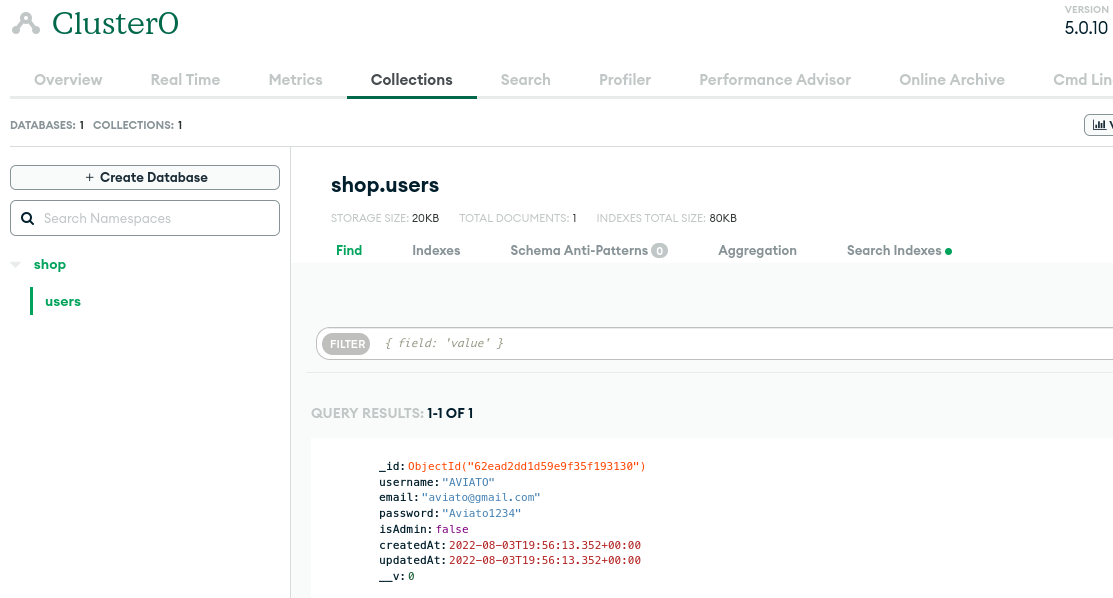 Cluster0
VERSION
5.0.10
Overview Real Time Metrics Collections Search Profiler Performance Advisor Online Archive Cmd Lin
DATABASES: 1 COLLECTIONS: 1
+ Create Database
Search Namespaces
shop
users
shop.users
STORAGE SIZE: 20KB TOTAL DOCUMENTS: 1 INDEXES TOTAL SIZE: 80KB
Find Indexes Schema Anti-Patterns 0 Aggregation Search Indexes
FILTER { field: 'value' }
QUERY RESULTS: 1-1 OF 1
_id: ObjectId("62ead2dd1d59e9f35f193130")
username: "AVIATO"
email: "aviato@gmail.com"
password: "Aviato1234"
isAdmin: false
createdAt: 2022-08-03T19:56:13.352+00:00
updatedAt: 2022-08-03T19:56:13.352+00:00
__v: 0